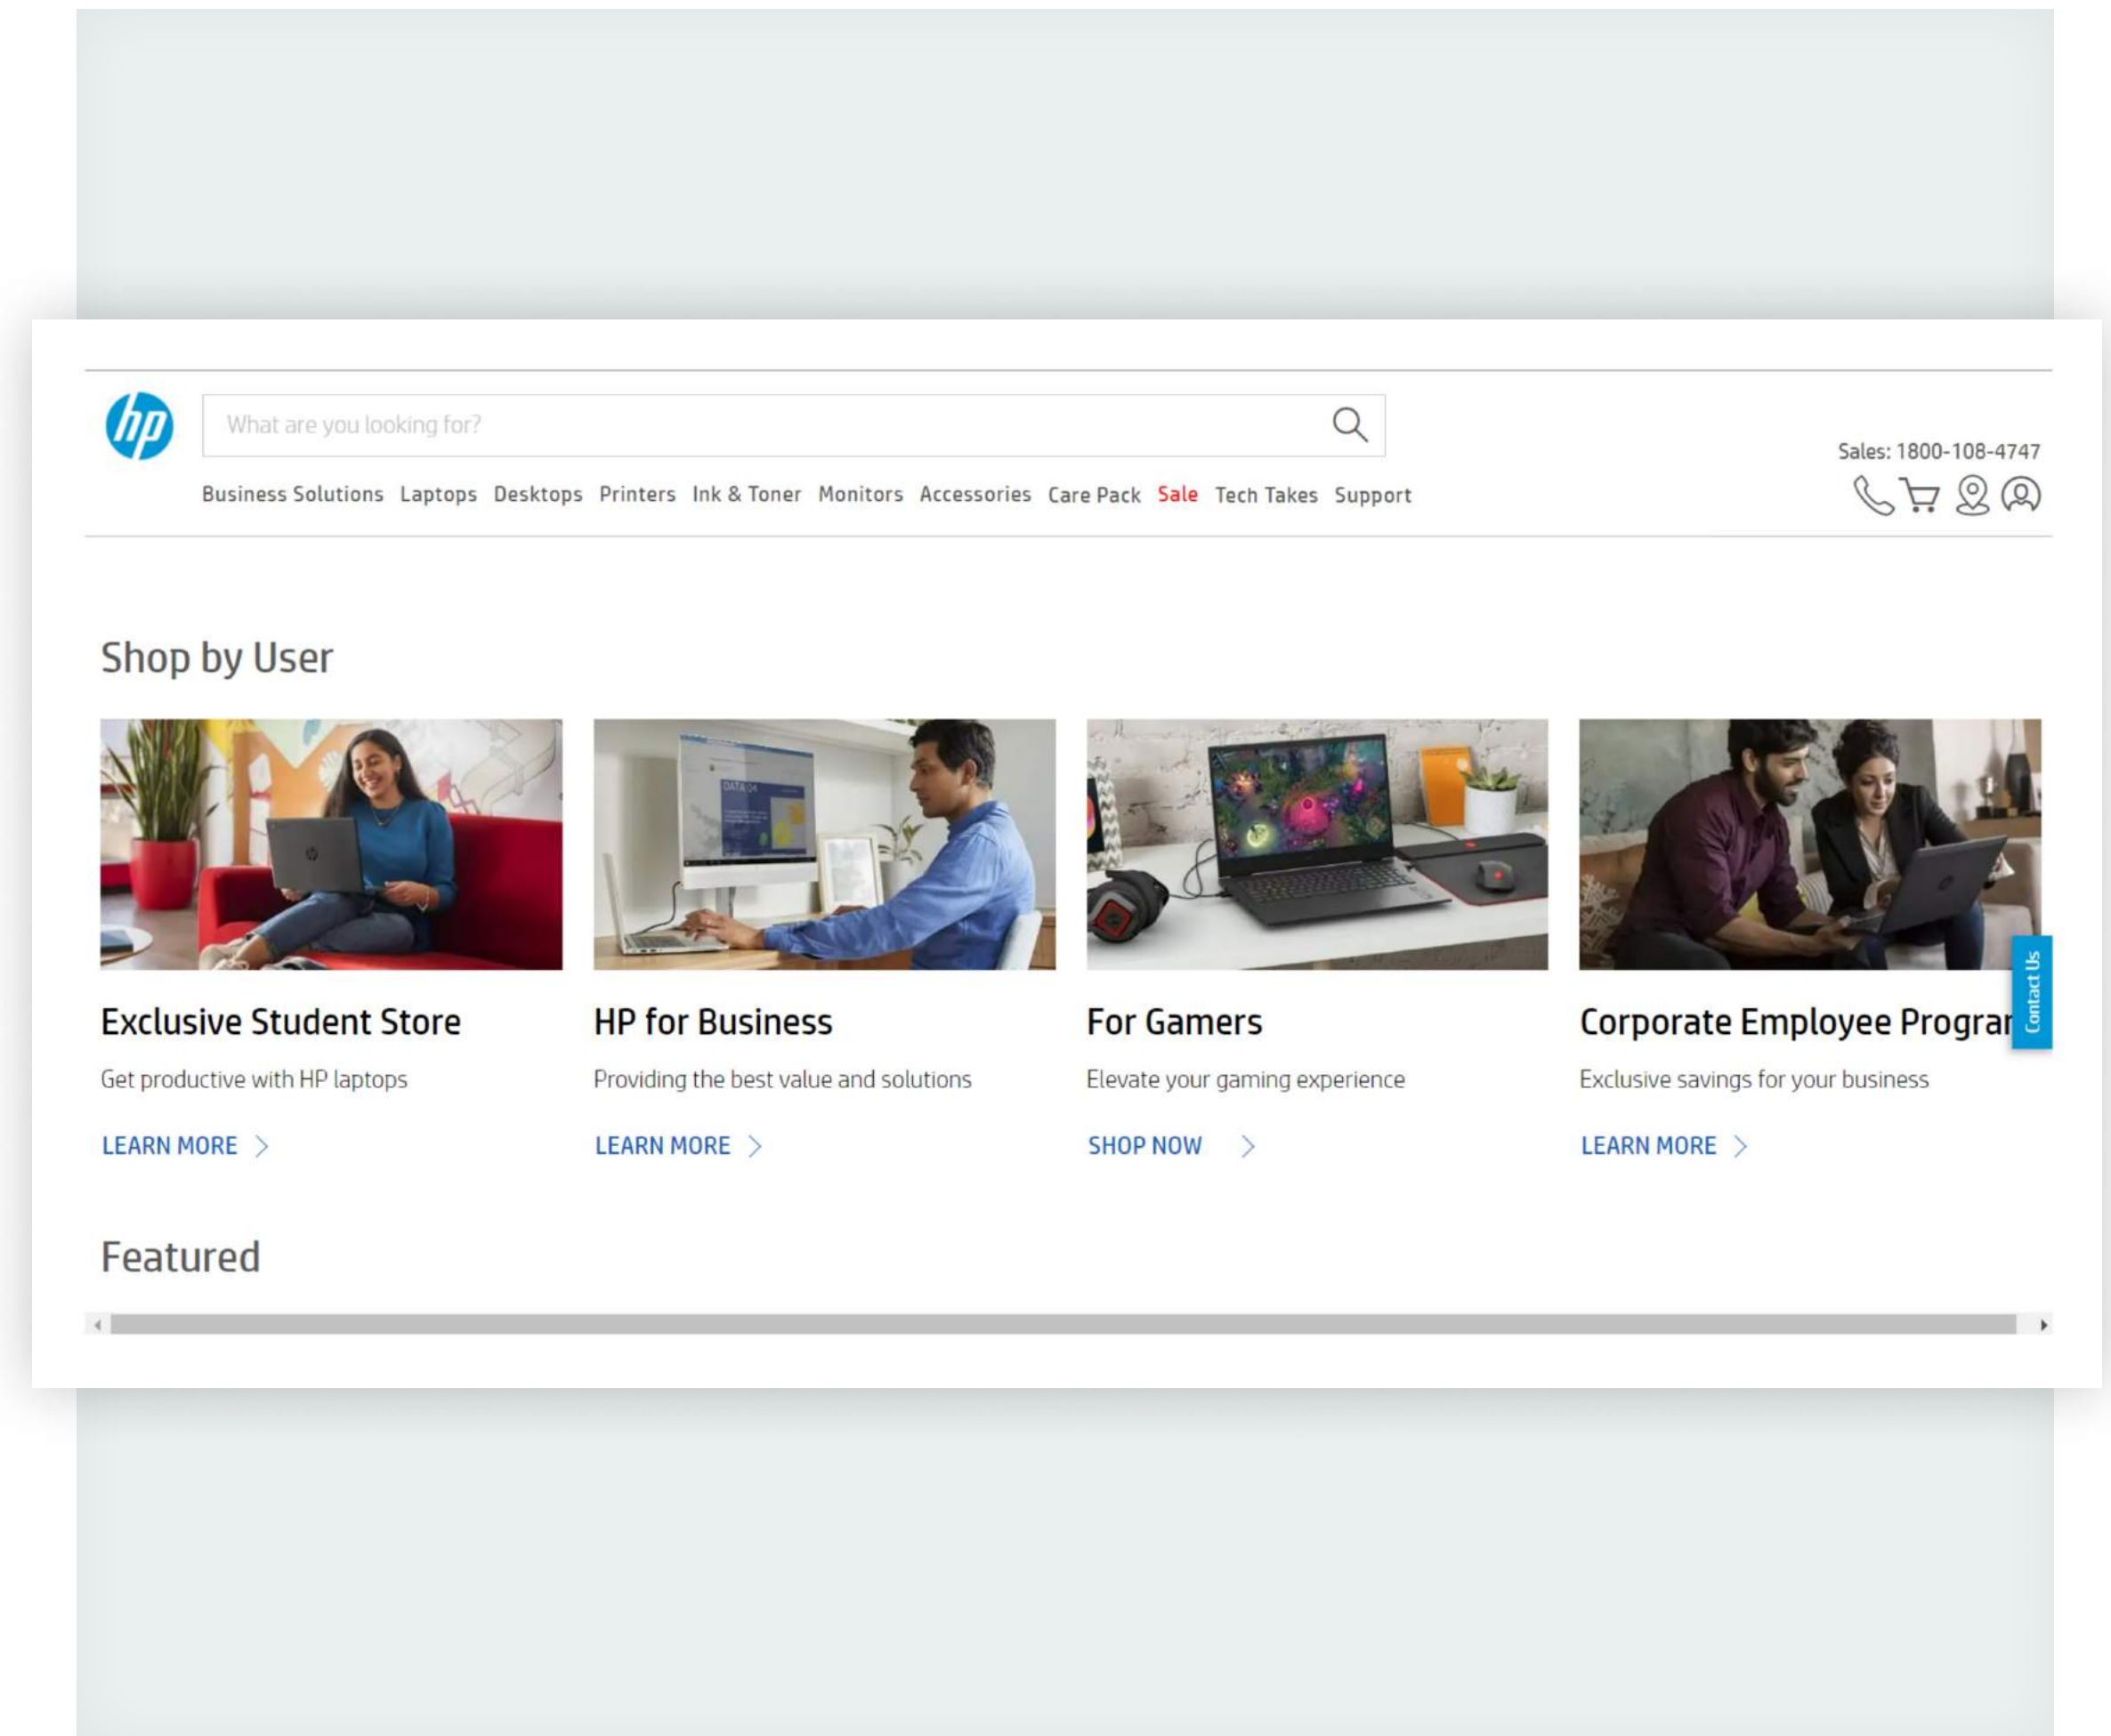 hp
What are you looking for?
Sales: 1800-108-4747
Business Solutions Laptops Desktops Printers Ink & Toner Monitors Accessories Care Pack Sale Tech Takes Support
Shop by User
DATA 04
Exclusive Student Store
HP for Business
For Gamers
Corporate Employee Progra
Contact Us
Get productive with HP laptops
Providing the best value and solutions
Elevate your gaming experience
Exclusive savings for your business
LEARN MORE
LEARN MORE
SHOP NOW
LEARN MORE
Featured